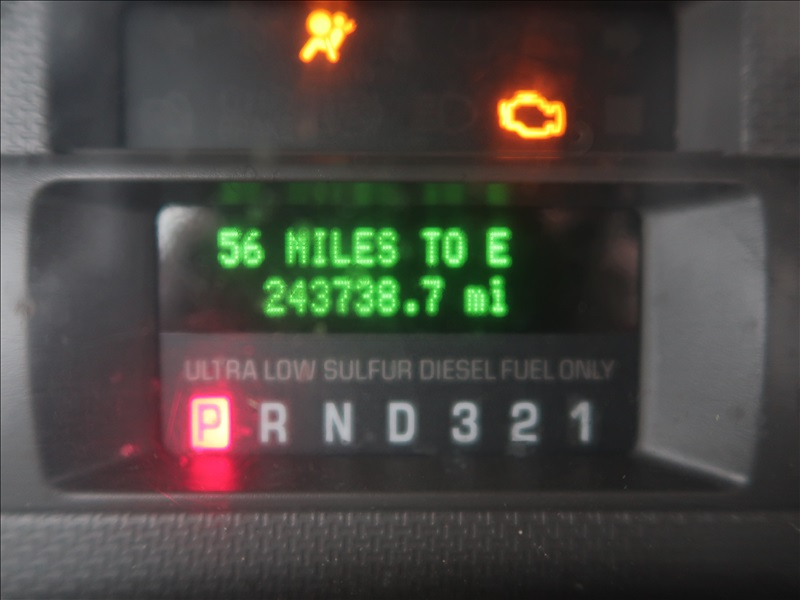 56 MILES TO E
243738.7 mi
ULTRA LOW SULFUR DIESEL FUEL ONLY
P R N D 3 2 1